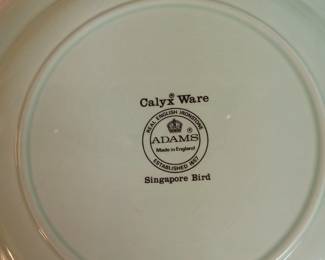 Calyx® Ware
REAL ENGLISH IRONSTONE
ADAMS
Made in England
ESTABLISHED 1657
Singapore Bird